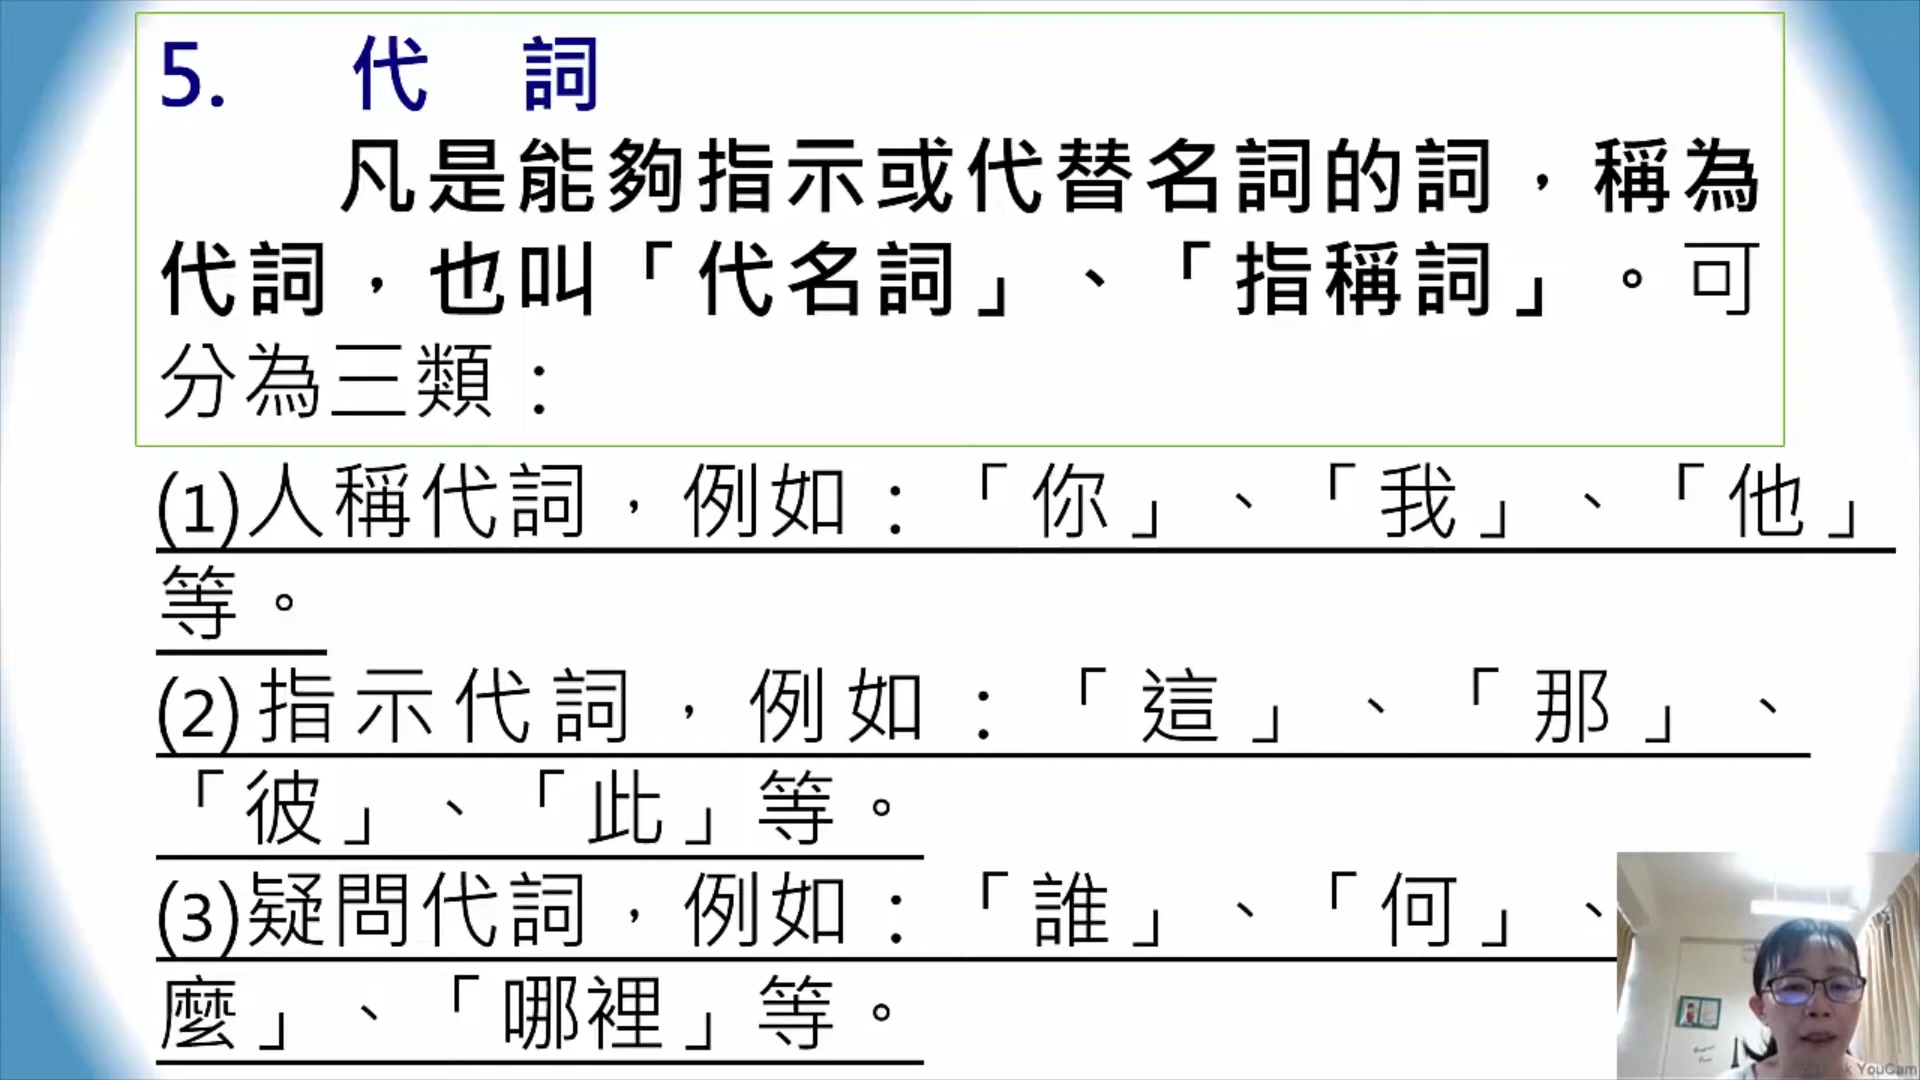 5.　代　詞
凡是能夠指示或代替名詞的詞，稱為
代詞，也叫「代名詞」、「指稱詞」。可
分為三類：
(1)人稱代詞，例如：「你」、「我」、「他」
等。
(2)指示代詞，例如：「這」、「那」、
「彼」、「此」等。
(3)疑問代詞，例如：「誰」、「何」、
麼」、「哪裡」等。
YouCam